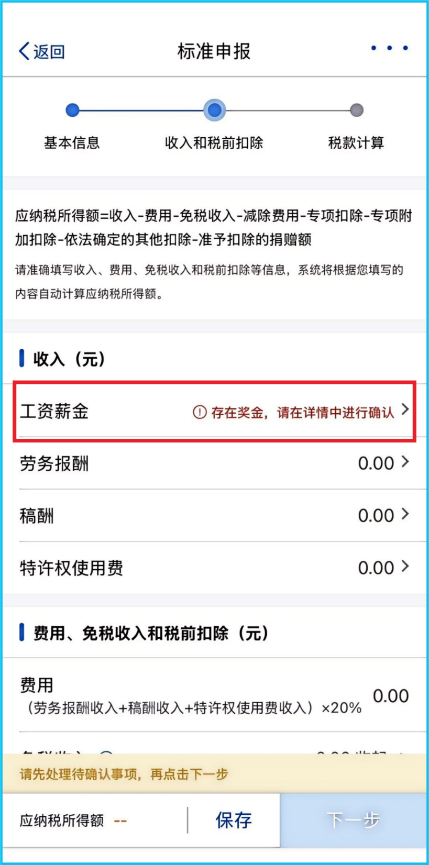 返回
标准申报
基本信息
收入和税前扣除
税款计算
应纳税所得额=收入-费用-免税收入-减除费用-专项扣除-专项附
加扣除-依法确定的其他扣除-准予扣除的捐赠额
请准确填写收入、费用、免税收入和税前扣除等信息，系统将根据您填写的
内容自动计算应纳税所得额。
收入（元）
工资薪金 存在奖金，请在详情中进行确认
劳务报酬 0.00
稿酬 0.00
特许权使用费 0.00
费用、免税收入和税前扣除（元）
费用
（劳务报酬收入+稿酬收入+特许权使用费收入）×20% 0.00
请先处理待确认事项，再点击下一步
应纳税所得额 -- 保存 下一步